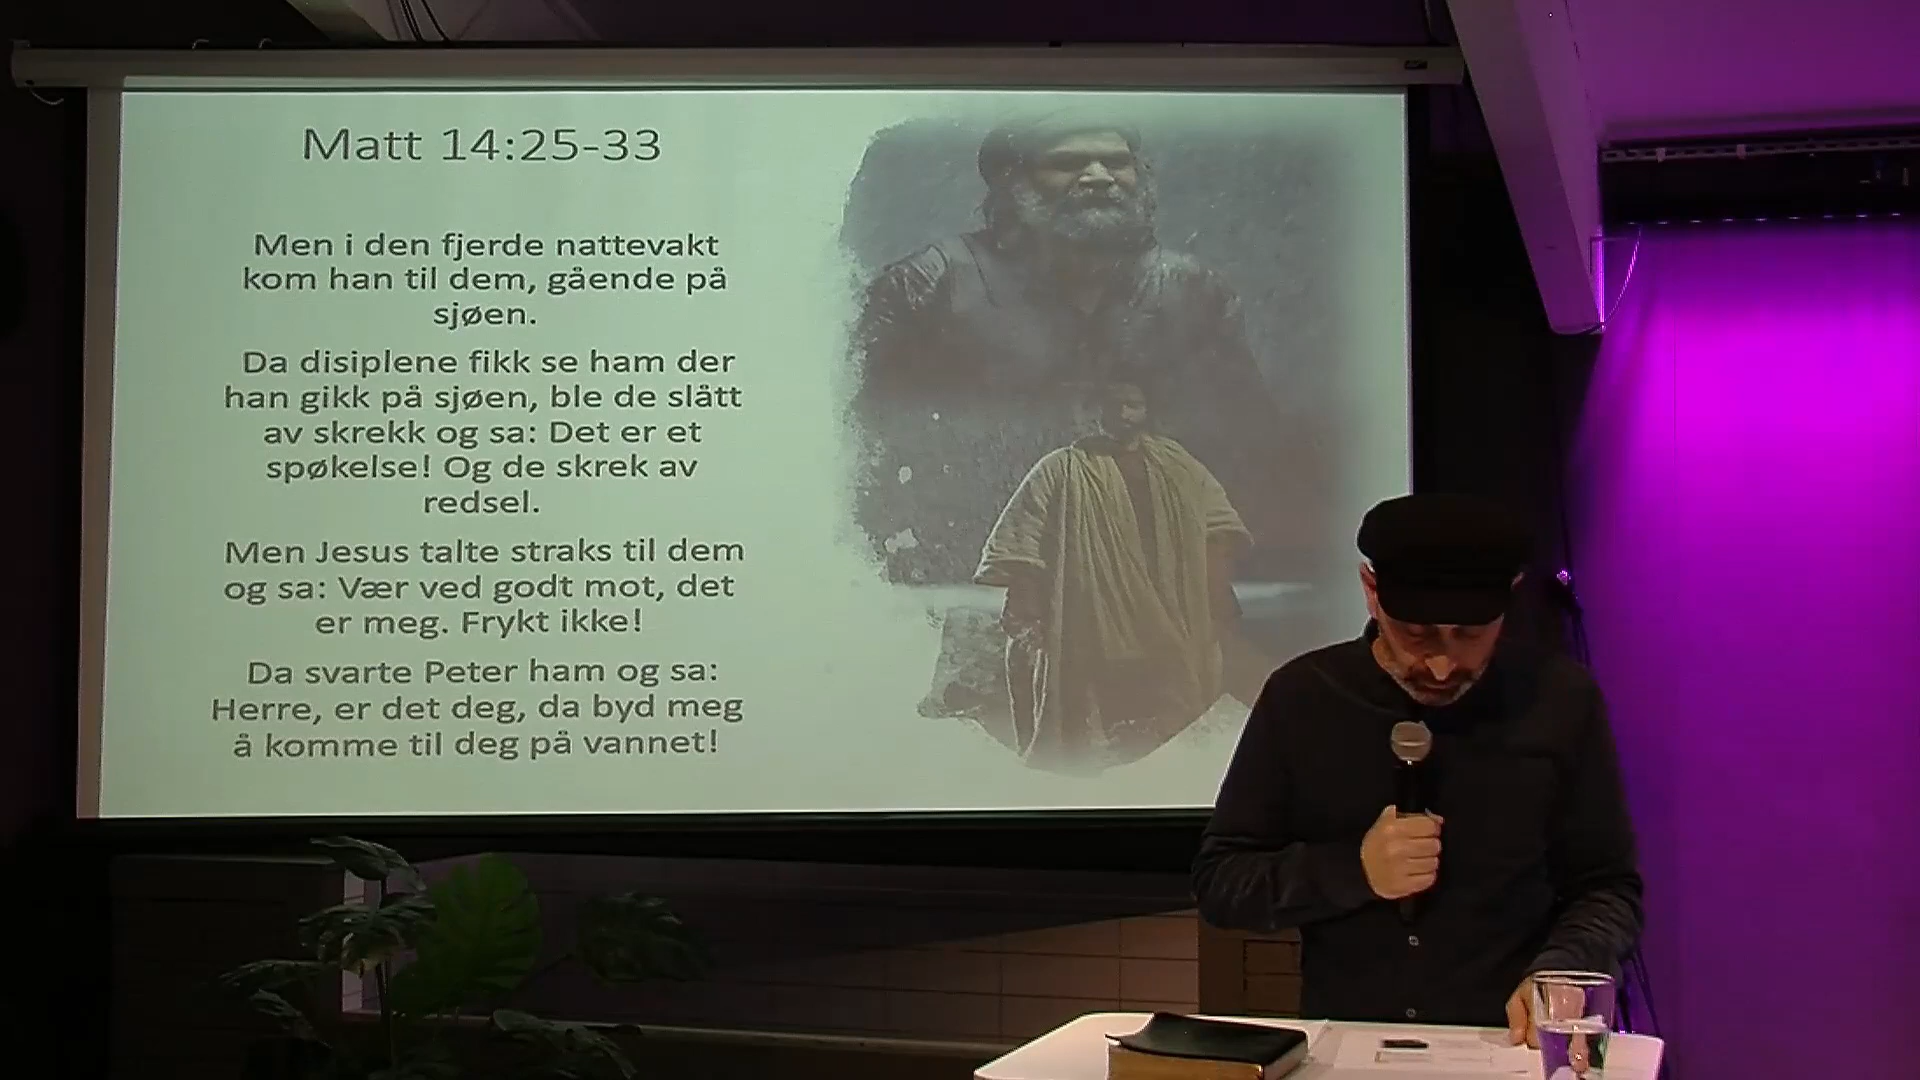 Matt 14:25-33
Men i den fjerde nattevakt
kom han til dem, gående på
sjøen.
Da disiplene fikk se ham der
han gikk på sjøen, ble de slått
av skrekk og sa: Det er et
spøkelse! Og de skrek av
redsel.
Men Jesus talte straks til dem
og sa: Vær ved godt mot, det
er meg. Frykt ikke!
Da svarte Peter ham og sa:
Herre, er det deg, da byd meg
å komme til deg på vannet!